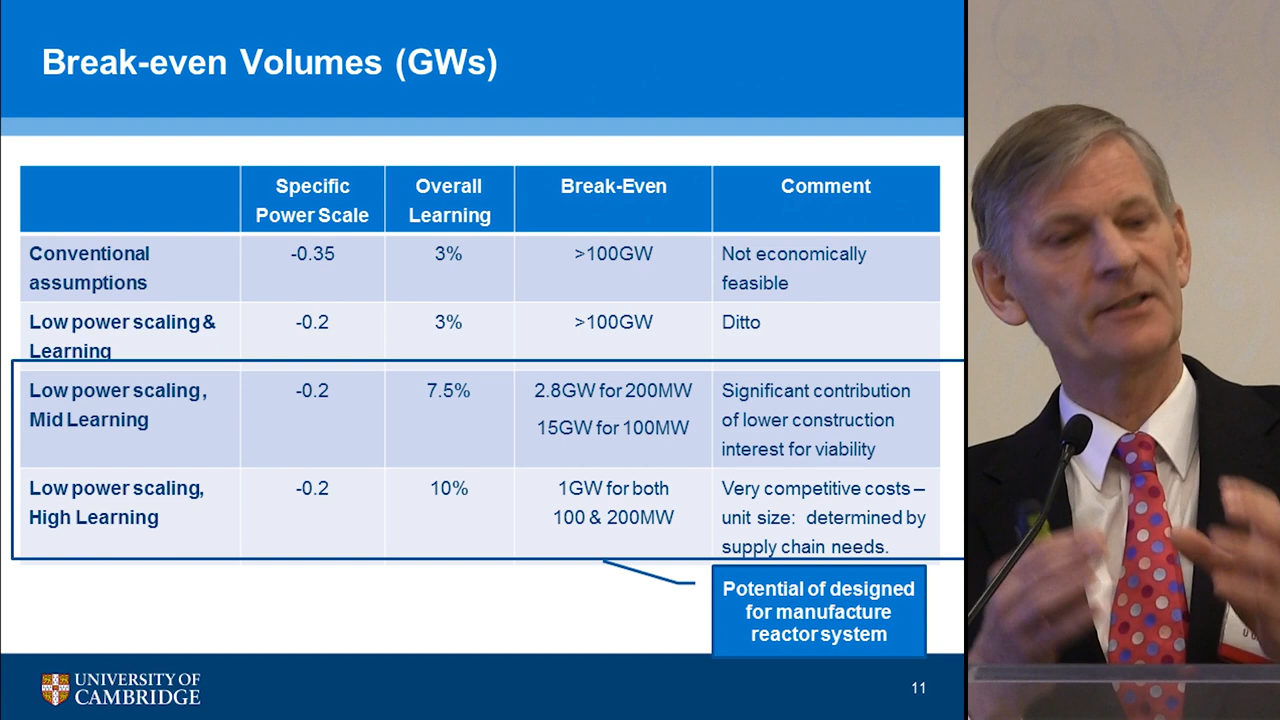 Break-even Volumes (GWs)
Specific
Power Scale
Overall
Learning
Break-Even
Comment
Conventional
assumptions
-0.35
3%
>100GW
Not economically
feasible
Low power scaling &
Learning
-0.2
3%
>100GW
Ditto
Low power scaling,
Mid Learning
-0.2
7.5%
2.8GW for 200MW
15GW for 100MW
Significant contribution
of lower construction
interest for viability
Low power scaling,
High Learning
-0.2
10%
1GW for both
100 & 200MW
Very competitive costs –
unit size: determined by
supply chain needs.
Potential of designed
for manufacture
reactor system
UNIVERSITY OF
CAMBRIDGE
11